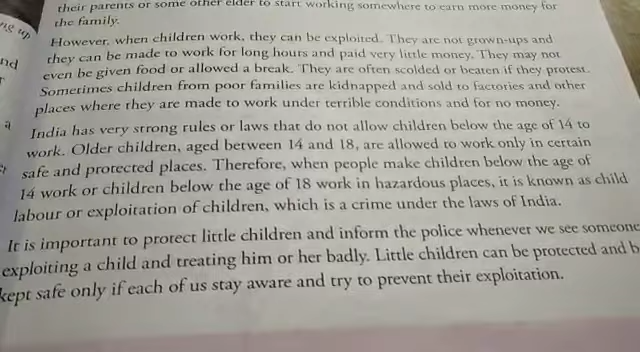 their parents or some other elder to start working somewhere to earn more money for
the family.
However, when children work, they can be exploited. They are not grown-ups and
they can be made to work for long hours and paid very little money. They may not
even be given food or allowed a break. They are often scolded or beaten if they protest.
Sometimes children from poor families are kidnapped and sold to factories and other
places where they are made to work under terrible conditions and for no money.
India has very strong rules or laws that do not allow children below the age of 14 to
work. Older children, aged between 14 and 18, are allowed to work only in certain
safe and protected places. Therefore, when people make children below the age of
14 work or children below the age of 18 work in hazardous places, it is known as child
labour or exploitation of children, which is a crime under the laws of India.
It is important to protect little children and inform the police whenever we see someone
exploiting a child and treating him or her badly. Little children can be protected and
kept safe only if each of us stay aware and try to prevent their exploitation.